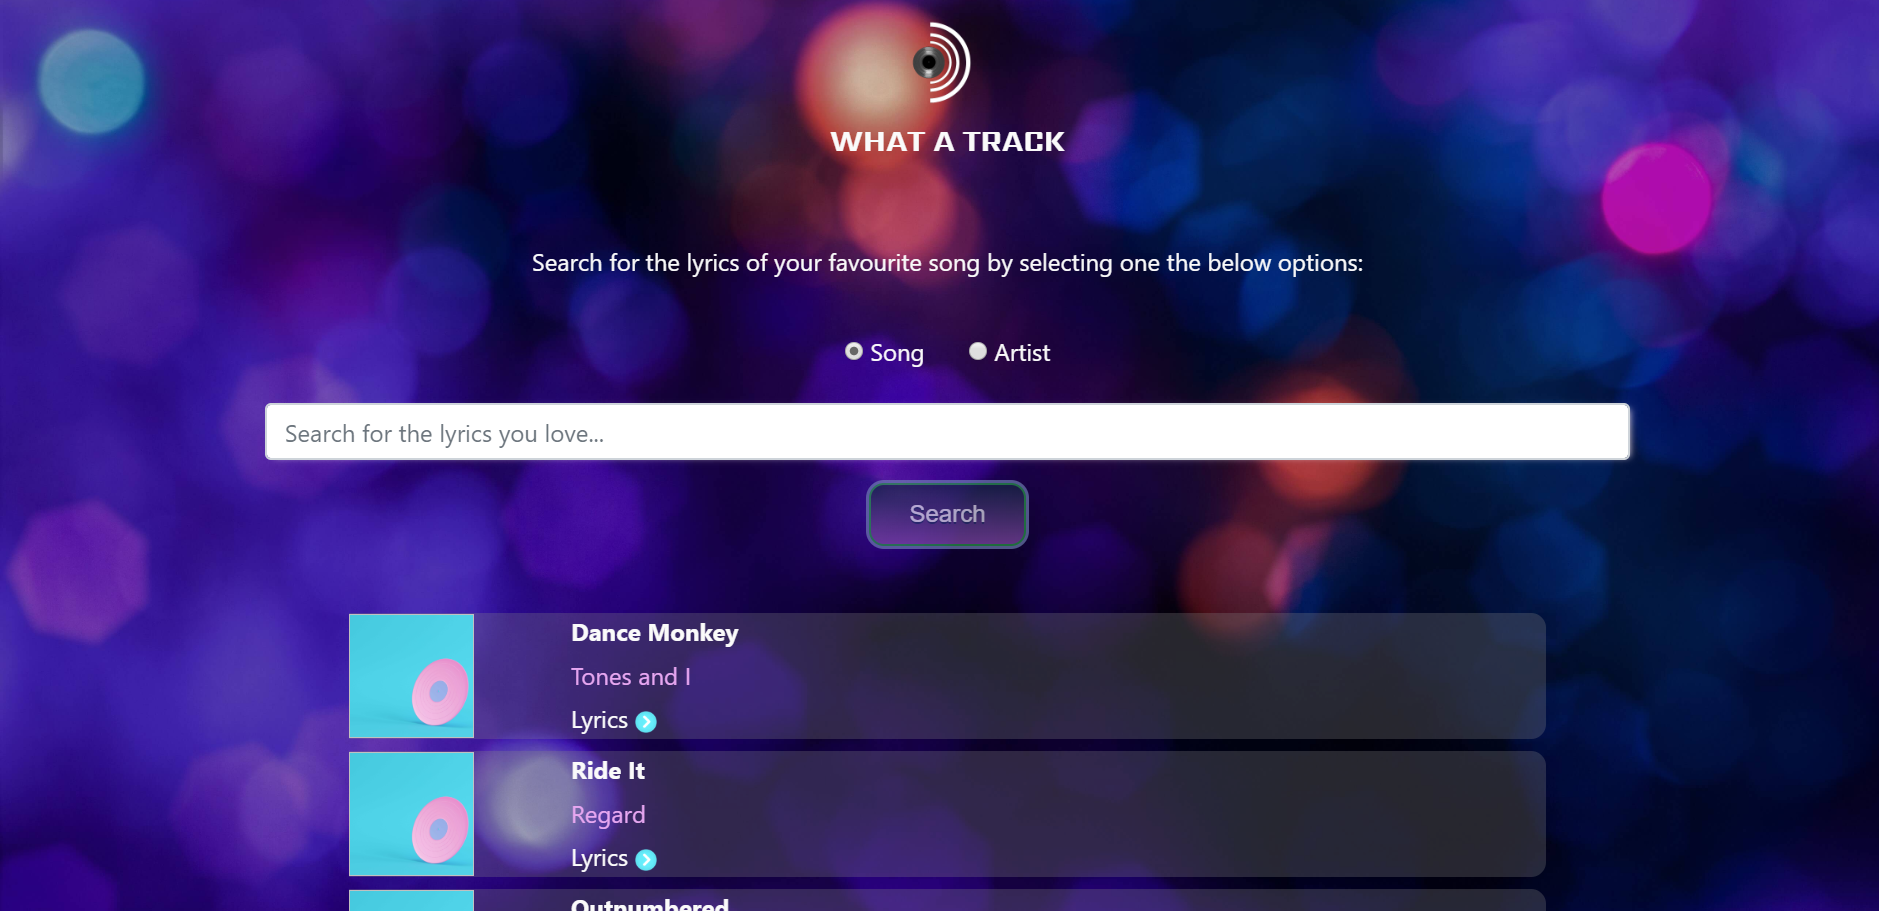 WHAT A TRACK
Search for the lyrics of your favourite song by selecting one the below options:
Song Artist
Search for the lyrics you love...
Search
Dance Monkey
Tones and I
Lyrics
Ride It
Regard
Lyrics
Outnumbered